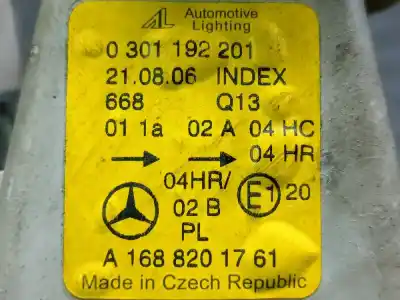 AL Automotive
Lighting
0 301 192 201
21.08.06 INDEX
668 Q13
01 1a 02 A 04 HC
04 HR
04HR/ E1 20
02 B
PL
A 168 820 17 61
Made in Czech Republic